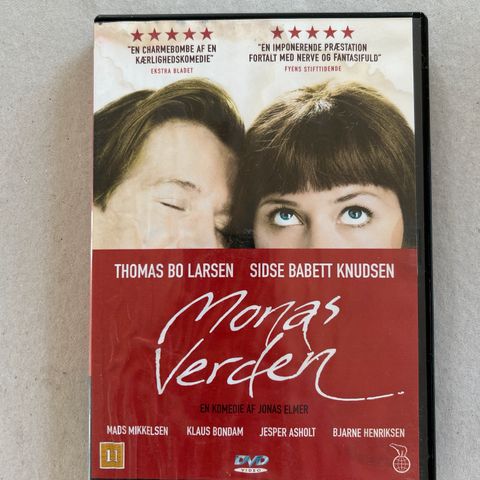 "EN CHARMEBOMBE AF EN
KÆRLIGHEDSKOMEDIE"
EKSTRA BLADET
"EN IMPONERENDE PRÆSTATION
FORTALT MED NERVE OG FANTASIFULD"
FYENS STIFTTIDENDE
THOMAS BO LARSEN SIDSE BABETT KNUDSEN
Monas
Verden
EN KOMEDIE AF JONAS ELMER
MADS MIKKELSEN KLAUS BONDAM JESPER ASHOLT BJARNE HENRIKSEN
11
DVD
VIDEO